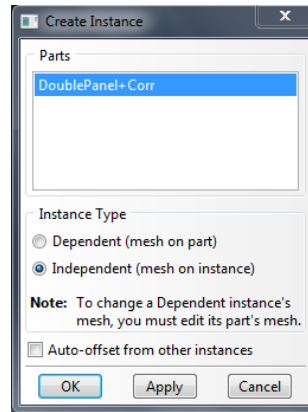 Create Instance
x
Parts
DoublePanel+Corr
Instance Type
Dependent (mesh on part)
Independent (mesh on instance)
Note: To change a Dependent instance's
mesh, you must edit its part's mesh.
Auto-offset from other instances
OK Apply Cancel